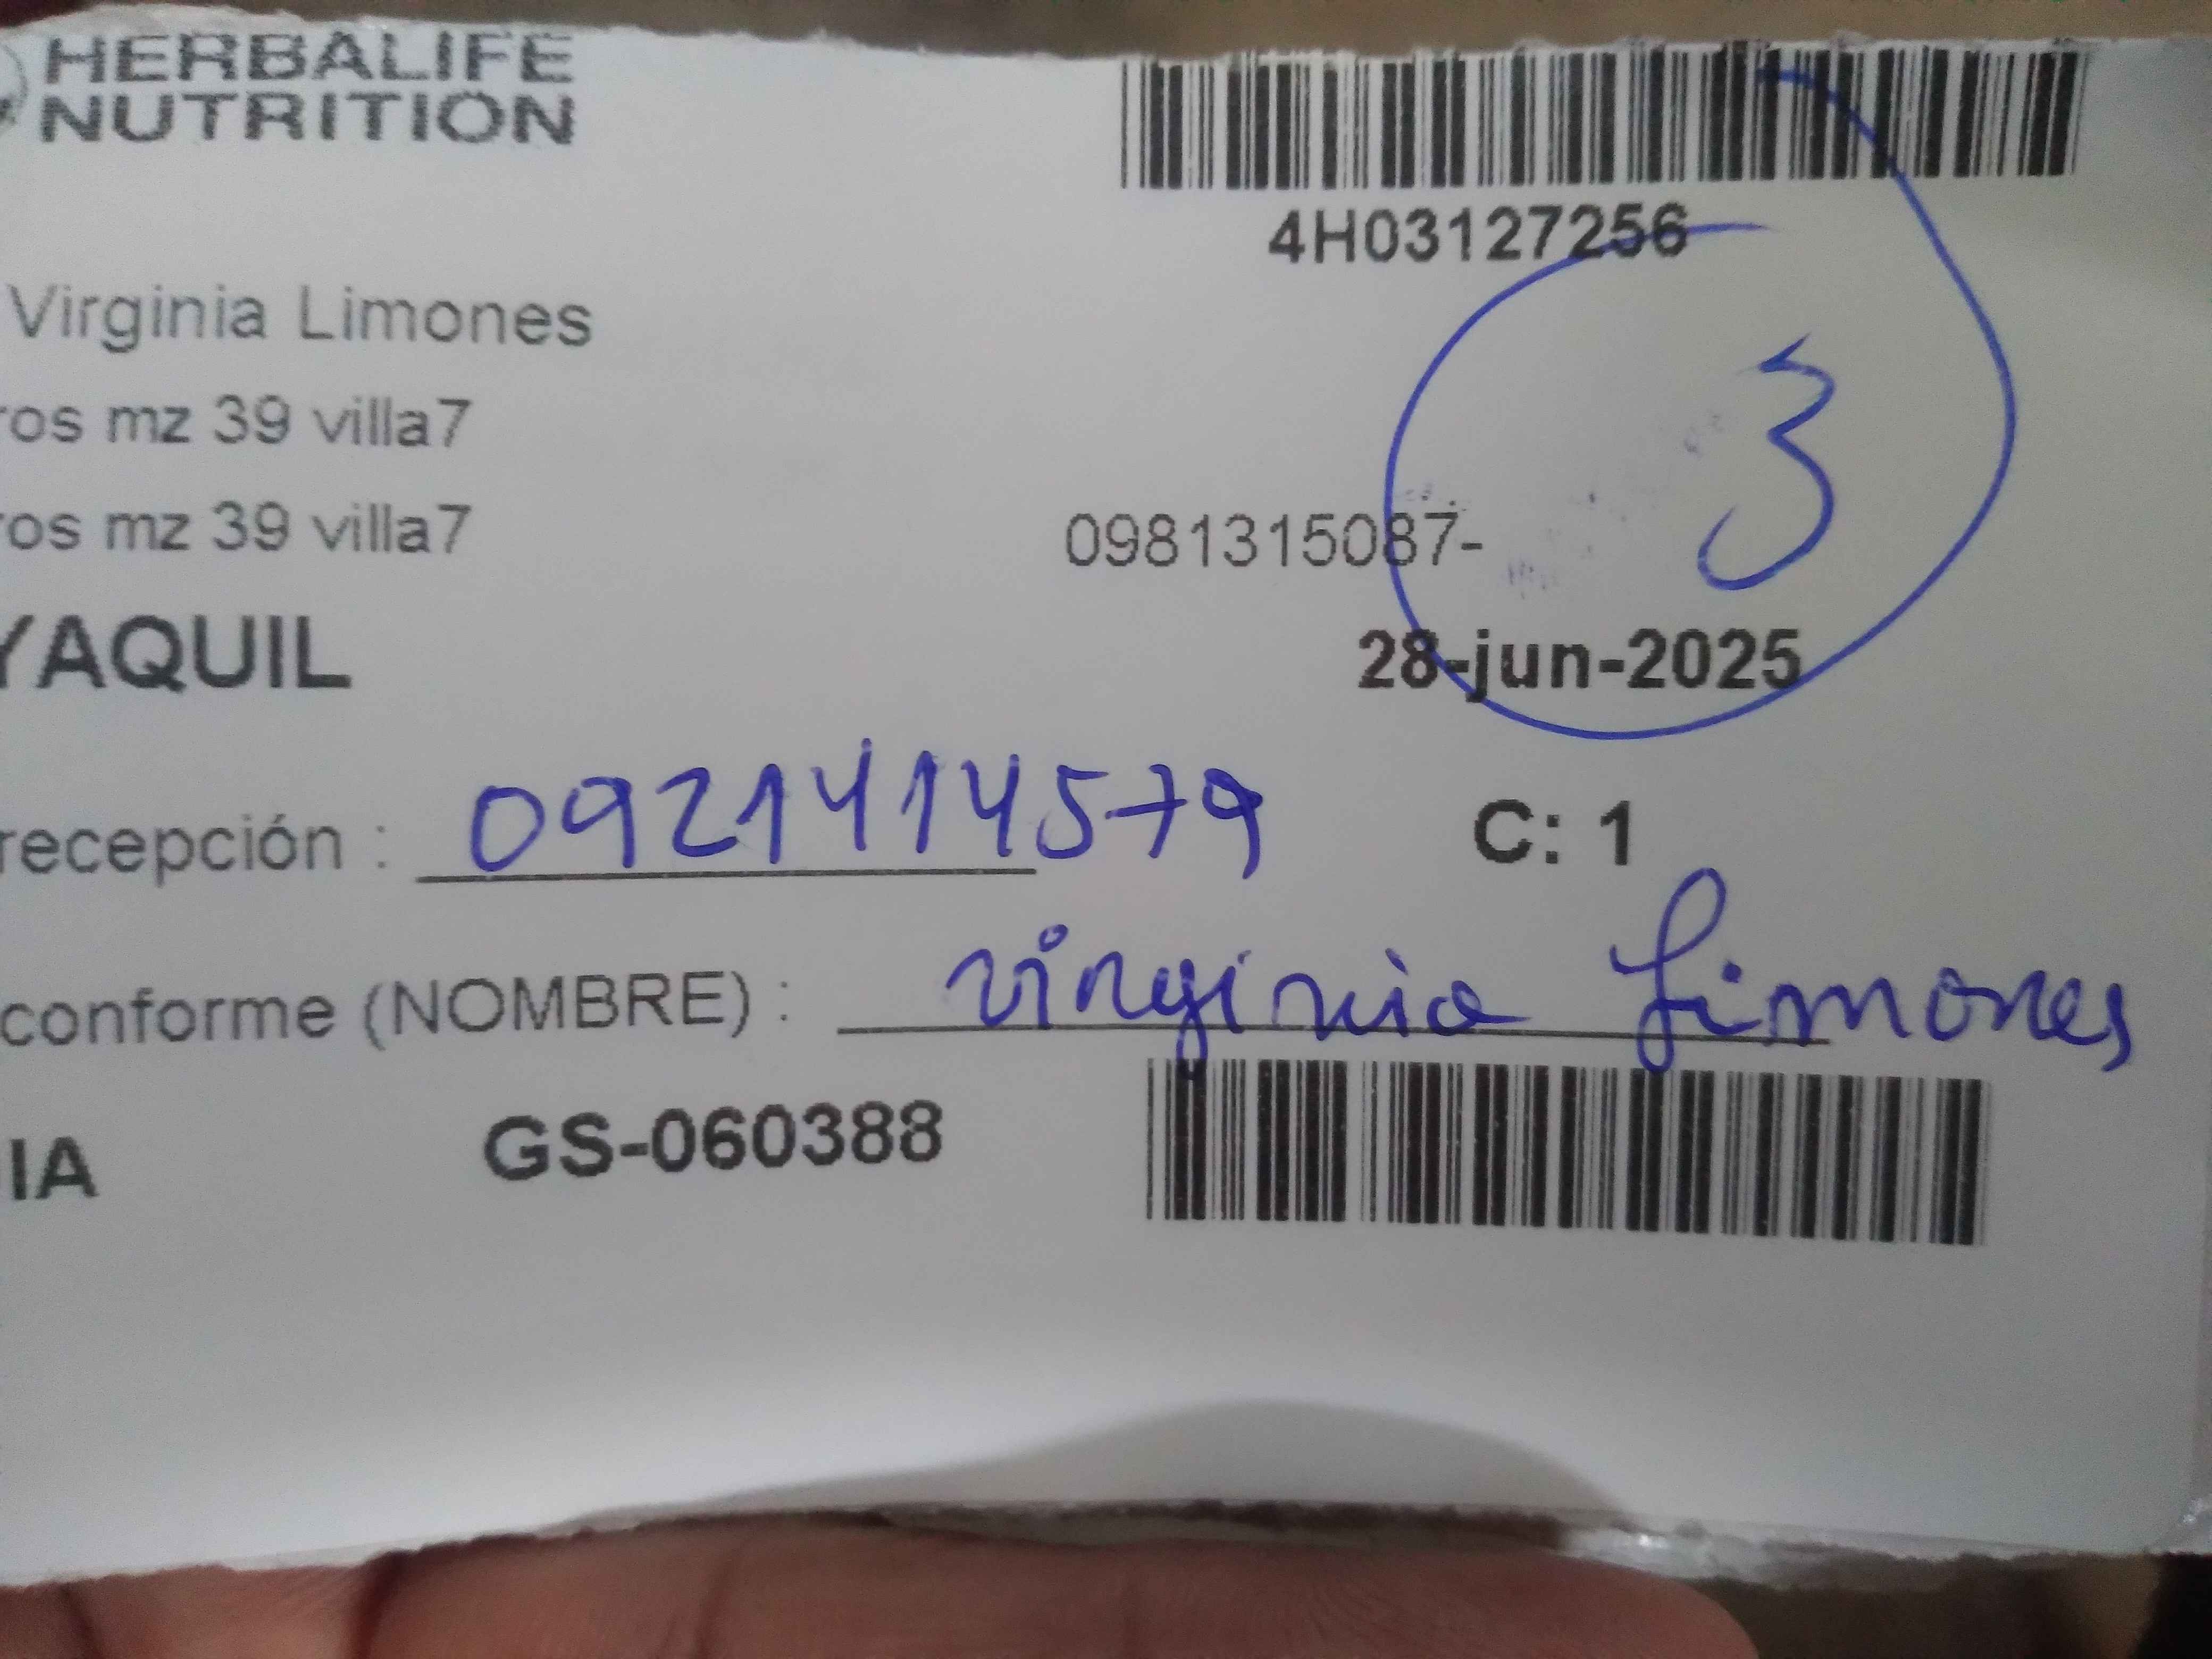 HERBALIFE
NUTRITION
4H03127256
Virginia Limones
ros mz 39 villa7
3
ros mz 39 villa7
0981315087-
YAQUIL
28-jun-2025
recepción : 0921414579
C: 1
conforme (NOMBRE) : virginia Limones
IA
GS-060388